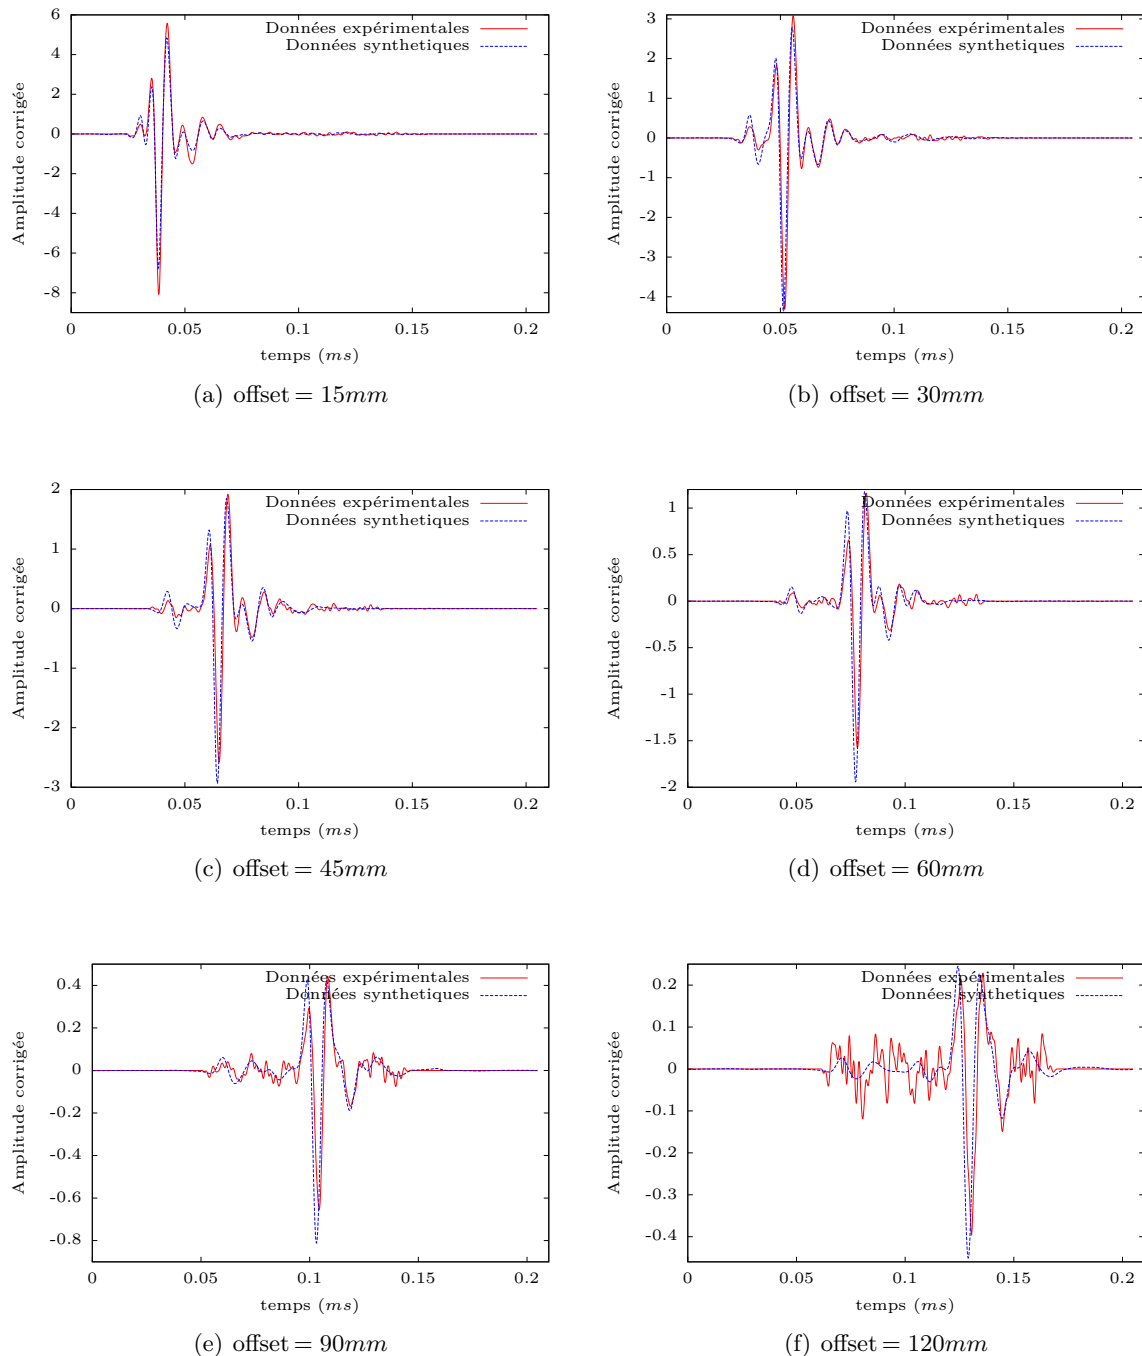 6
4
2
0
-2
-4
-6
-8
0 0.05 0.1 0.15 0.2
Amplitude corrigée
temps (ms)
Données expérimentales
Données synthetiques
(a) offset = 15mm
3
2
1
0
-1
-2
-3
-4
0 0.05 0.1 0.15 0.2
Amplitude corrigée
temps (ms)
Données expérimentales
Données synthetiques
(b) offset = 30mm
2
1
0
-1
-2
-3
0 0.05 0.1 0.15 0.2
Amplitude corrigée
temps (ms)
Données expérimentales
Données synthetiques
(c) offset = 45mm
1
0.5
0
-0.5
-1
-1.5
-2
0 0.05 0.1 0.15 0.2
Amplitude corrigée
temps (ms)
Données expérimentales
Données synthetiques
(d) offset = 60mm
0.4
0.2
0
-0.2
-0.4
-0.6
-0.8
0 0.05 0.1 0.15 0.2
Amplitude corrigée
temps (ms)
Données expérimentales
Données synthetiques
(e) offset = 90mm
0.2
0.1
0
-0.1
-0.2
-0.3
-0.4
0 0.05 0.1 0.15 0.2
Amplitude corrigée
temps (ms)
Données expérimentales
Données synthetiques
(f) offset = 120mm